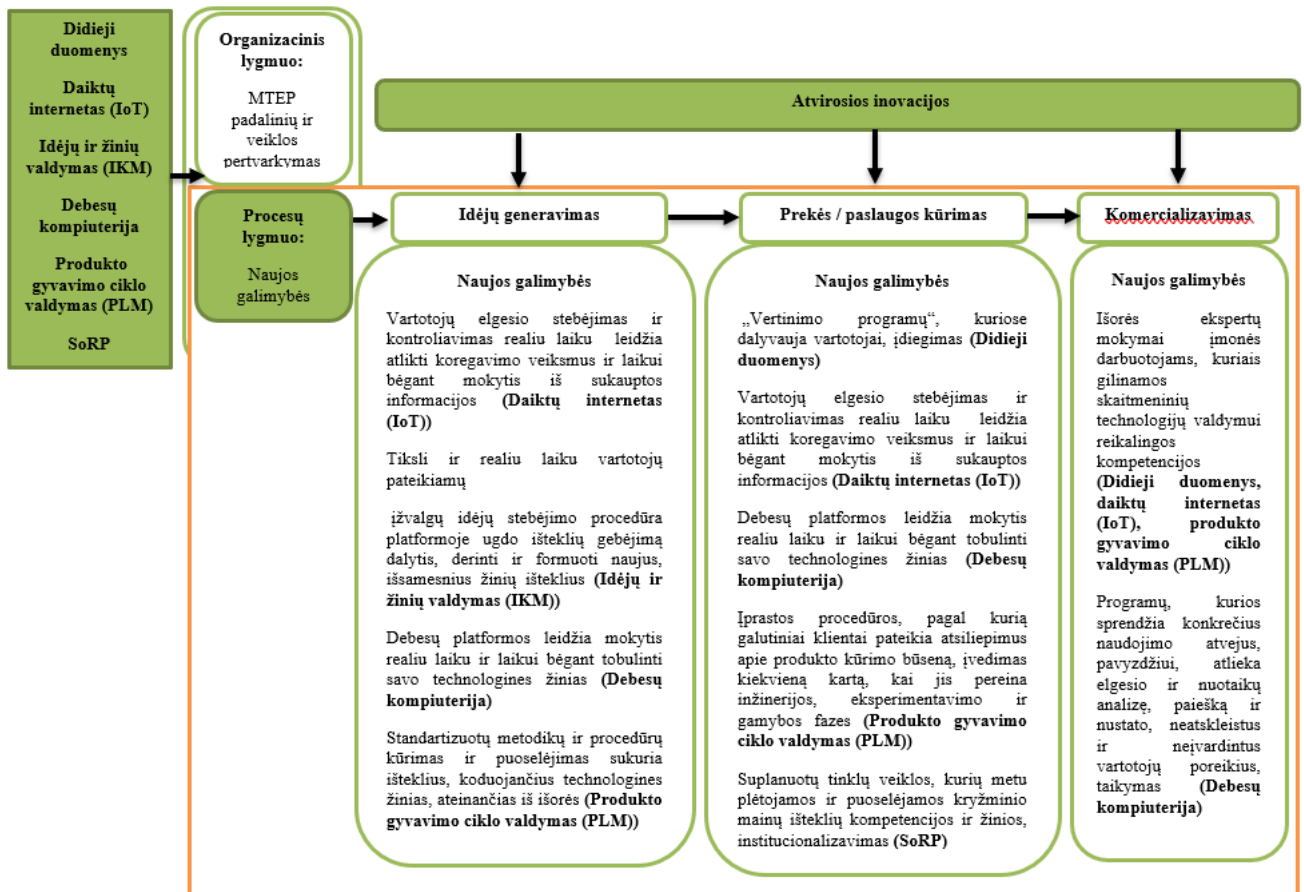 Didieji
duomenys
Daiktų
internetas (IoT)
Idėjų ir žinių
valdymas (IKM)
Debesų
kompiuterija
Produkto
gyvavimo ciklo
valdymas (PLM)
SoRP
Organizacinis
lygmuo:
MTEP
padalinių ir
veiklos
pertvarkymas
Atvirosios inovacijos
Procesų
lygmuo:
Naujos
galimybės
Idėjų generavimas
Naujos galimybės
Vartotojų elgesio stebėjimas ir
kontroliavimas realiu laiku leidžia
atlikti koregavimo veiksmus ir laikui
bėgant mokytis iš sukauptos
informacijos (Daiktų internetas
(IoT))
Tiksli ir realiu laiku vartotojų
pateikiamų
įžvalgų idėjų stebėjimo procedūra
platformoje ugdo išteklių gebėjimą
dalytis, derinti ir formuoti naujus,
išsamesnius žinių išteklius (Idėjų ir
žinių valdymas (IKM))
Debesų platformos leidžia mokytis
realiu laiku ir laikui bėgant tobulinti
savo technologines žinias (Debesų
kompiuterija)
Standartizuotų metodikų ir procedūrų
kūrimas ir puoselėjimas sukuria
išteklius, koduojančius technologines
žinias, ateinančias iš išorės (Produkto
gyvavimo ciklo valdymas (PLM))
Prekės / paslaugos kūrimas
Naujos galimybės
„Vertinimo programų“, kuriose
dalyvauja vartotojai, įdiegimas (Didieji
duomenys)
Vartotojų elgesio stebėjimas ir
kontroliavimas realiu laiku leidžia
atlikti koregavimo veiksmus ir laikui
bėgant mokytis iš sukauptos
informacijos (Daiktų internetas (IoT))
Debesų platformos leidžia mokytis
realiu laiku ir laikui bėgant tobulinti
savo technologines žinias (Debesų
kompiuterija)
Įprastos procedūros, pagal kurią
galutiniai klientai pateikia atsiliepimus
apie produkto kūrimo būseną, įvedimas
kiekvieną kartą, kai jis pereina
inžinerijos, eksperimentavimo ir
gamybos fazes (Produkto gyvavimo
ciklo valdymas (PLM))
Suplanuotų tinklų veiklos, kurių metu
plėtojamos ir puoselėjamos kryžminio
mainų išteklių kompetencijos ir žinios,
institucionalizavimas (SoRP)
Komercializavimas
Naujos galimybės
Išorės ekspertų
mokymai įmonės
darbuotojams, kuriais
gilinamos
skaitmeninių
technologijų valdymui
reikalingos
kompetencijos
(Didieji duomenys,
daiktų internetas
(IoT), produkto
gyvavimo ciklo
valdymas (PLM))
Programų, kurios
sprendžia konkrečius
naudojimo atvejus,
pavyzdžiui, atlieka
elgesio ir nuotaikų
analizę, paiešką ir
nustato, neatskleistus
ir neįvardintus
vartotojų poreikius,
taikymas (Debesų
kompiuterija)